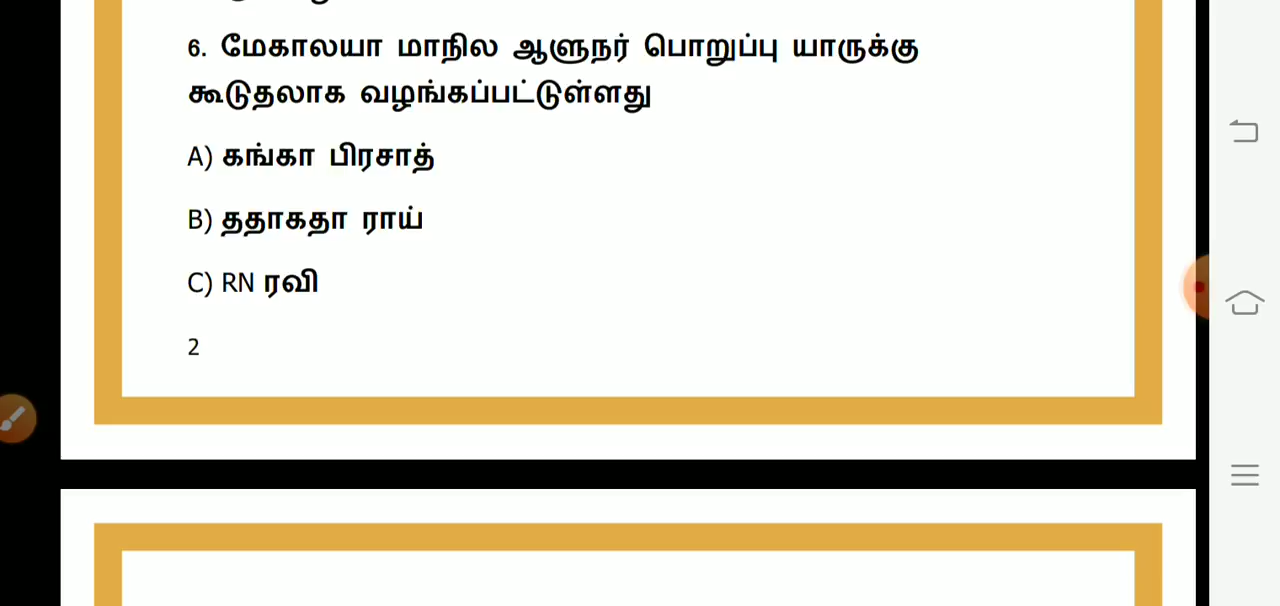 6. மேகாலயா மாநில ஆளுநர் பொறுப்பு யாருக்கு
கூடுதலாக வழங்கப்பட்டுள்ளது
A) கங்கா பிரசாத்
B) ததாகதா ராய்
C) RN ரவி
2